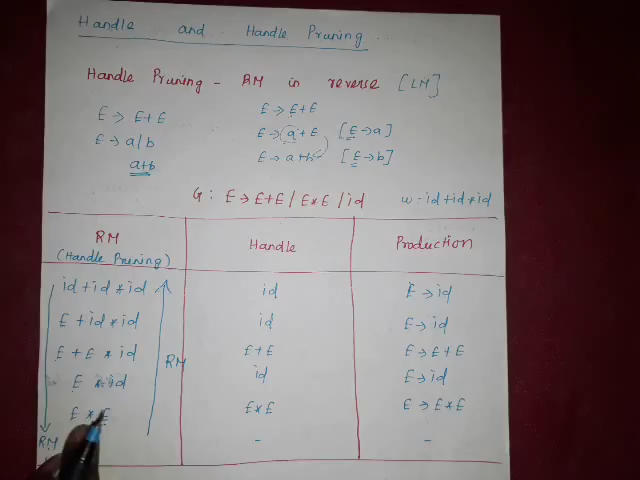 Handle and Handle Pruning
Handle Pruning - RM in reverse [LM]
E → E+E
E → a/b
a+b
E → E+E
E → a+E [E→a]
E → a+b [E→b]
G: E → E+E / E*E / id w-id+id*id
RM
(Handle Pruning)
Handle
Production
id+id*id
id
E → id
E+id*id
id
E → id
E+E*id
E+E
E → E+E
E*id
id
E → id
E*E
E*E
E → E*E
-
-
RM
RM